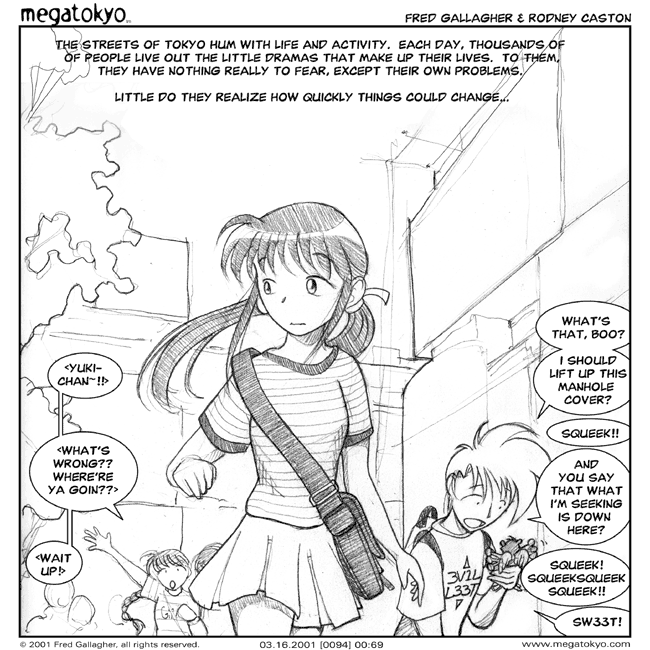 megatokyo
FRED GALLAGHER & RODNEY CASTON
THE STREETS OF TOKYO HUM WITH LIFE AND ACTIVITY. EACH DAY, THOUSANDS OF
OF PEOPLE LIVE OUT THE LITTLE DRAMAS THAT MAKE UP THEIR LIVES. TO THEM,
THEY HAVE NOTHING REALLY TO FEAR, EXCEPT THEIR OWN PROBLEMS.
LITTLE DO THEY REALIZE HOW QUICKLY THINGS COULD CHANGE...
<YUKI-
CHAN~!!>
<WHAT'S
WRONG??
WHERE'RE
YA GOIN??>
<WAIT
UP!>
WHAT'S
THAT, BOO?
I SHOULD
LIFT UP THIS
MANHOLE
COVER?
SQUEEK!!
AND
YOU SAY
THAT WHAT
I'M SEEKING
IS DOWN
HERE?
SQUEEK!
SQUEEKSQUEEK
SQUEEK!!
SW33T!
3V1L
L33T
© 2001 Fred Gallagher, all rights reserved.
03.16.2001 [0094] 00:69
www.megatokyo.com